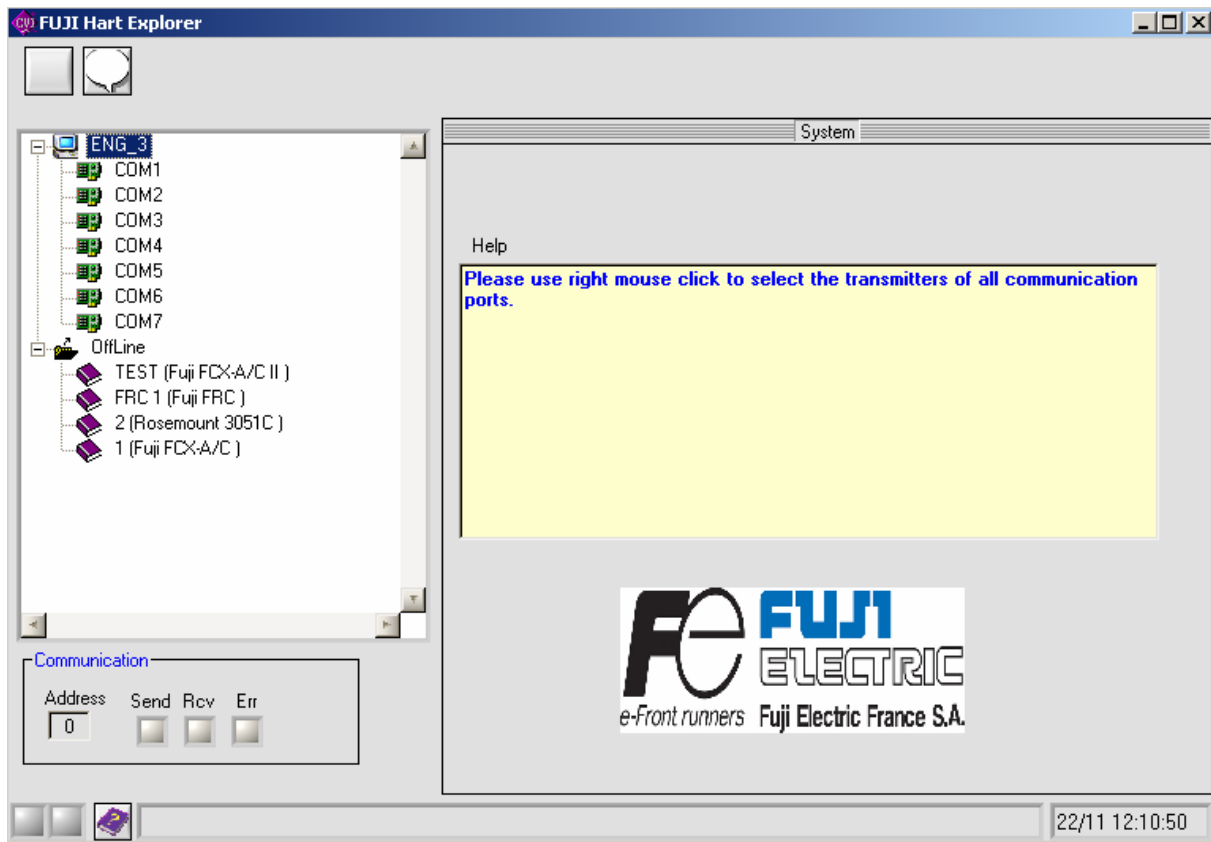 FUJI Hart Explorer
ENG_3
COM1
COM2
COM3
COM4
COM5
COM6
COM7
OffLine
TEST (Fuji FCX-A/C II )
FRC 1 (Fuji FRC )
2 (Rosemount 3051C )
1 (Fuji FCX-A/C )
Communication
Address Send Rcv Err
0
System
Help
Please use right mouse click to select the transmitters of all communication
ports.
Fe FUJI
ELECTRIC
e-Front runners Fuji Electric France S.A.
22/11 12:10:50